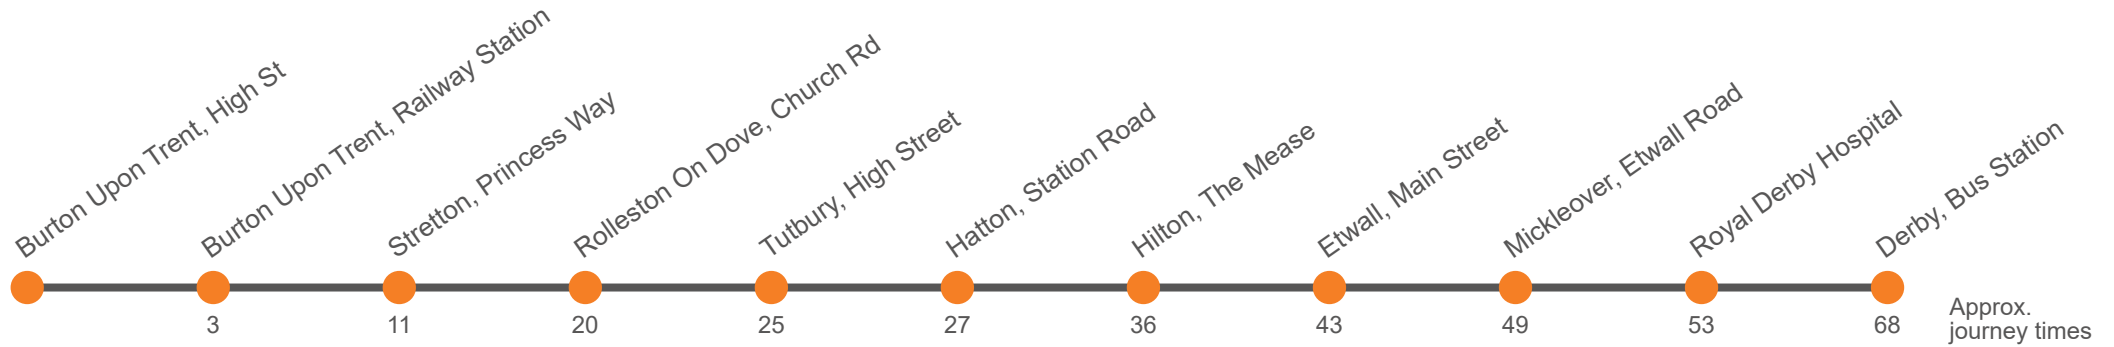 Burton Upon Trent, High St
Burton Upon Trent, Railway Station
Stretton, Princess Way
Rolleston On Dove, Church Rd
Tutbury, High Street
Hatton, Station Road
Hilton, The Mease
Etwall, Main Street
Mickleover, Etwall Road
Royal Derby Hospital
Derby, Bus Station
3 11 20 25 27 36 43 49 53 68
Approx.
journey times